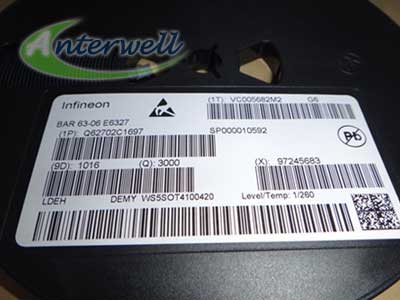 Anterwell
Infineon
(1T) VC005682M2 G6
BAR 63-06 E6327
(1P) Q62702C1697 SP000010592
Pb
(9D): 1016 (Q): 3000 (X): 97245683
LDEH DEMY WS5SOT4100420 Level/Temp: 1/260